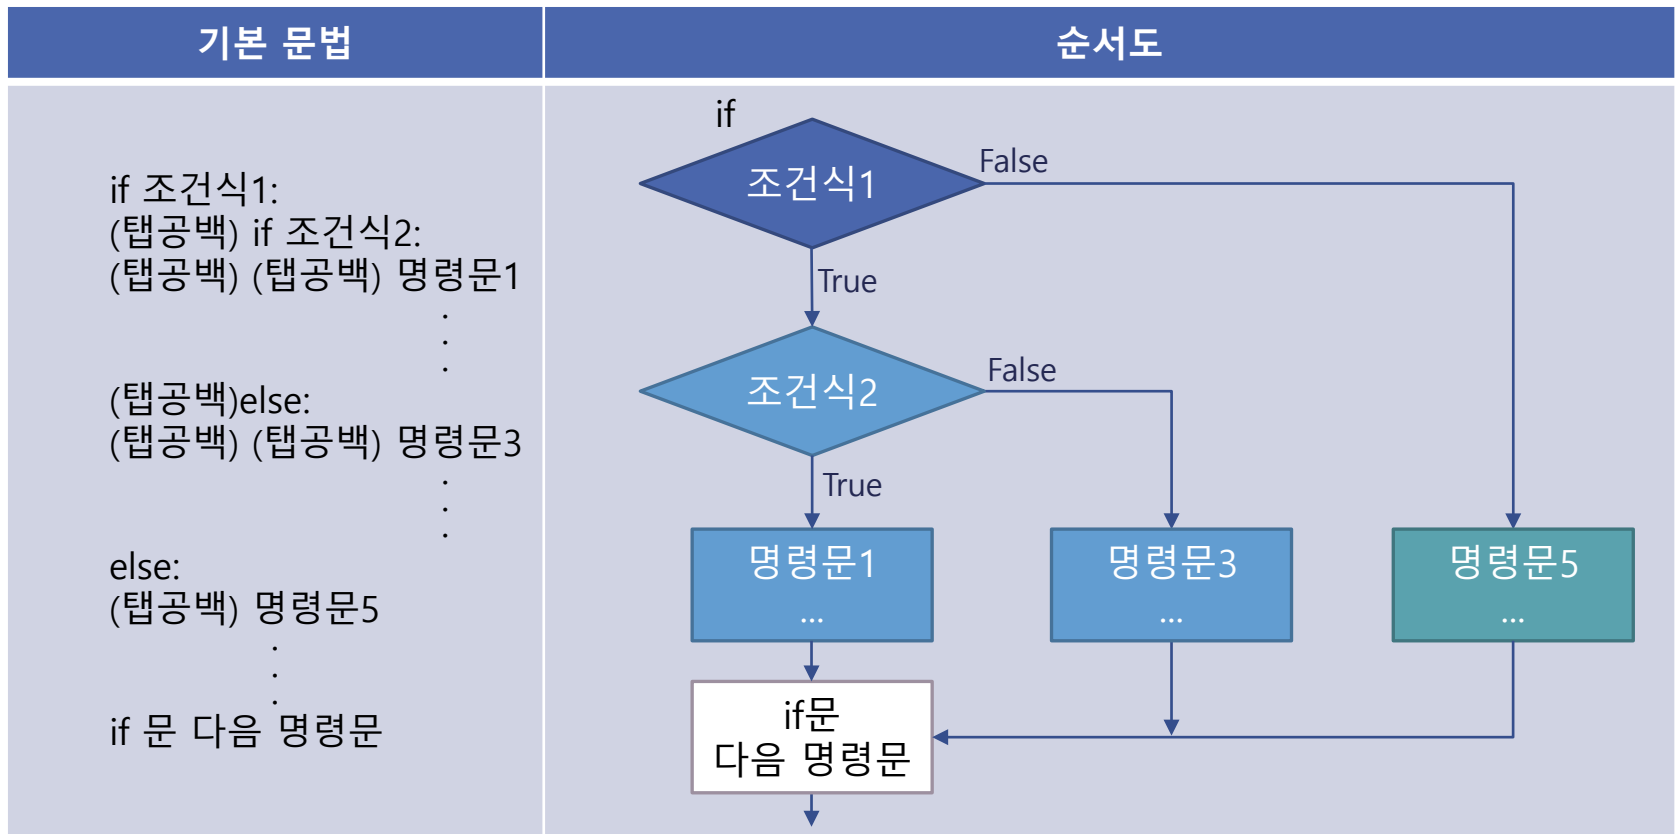 기본 문법
순서도
if 조건식1:
(탭공백) if 조건식2:
(탭공백) (탭공백) 명령문1
.
.
.
(탭공백)else:
(탭공백) (탭공백) 명령문3
.
.
.
else:
(탭공백) 명령문5
.
.
.
if 문 다음 명령문
if
조건식1
False
True
조건식2
False
True
명령문1
...
명령문3
...
명령문5
...
if문
다음 명령문